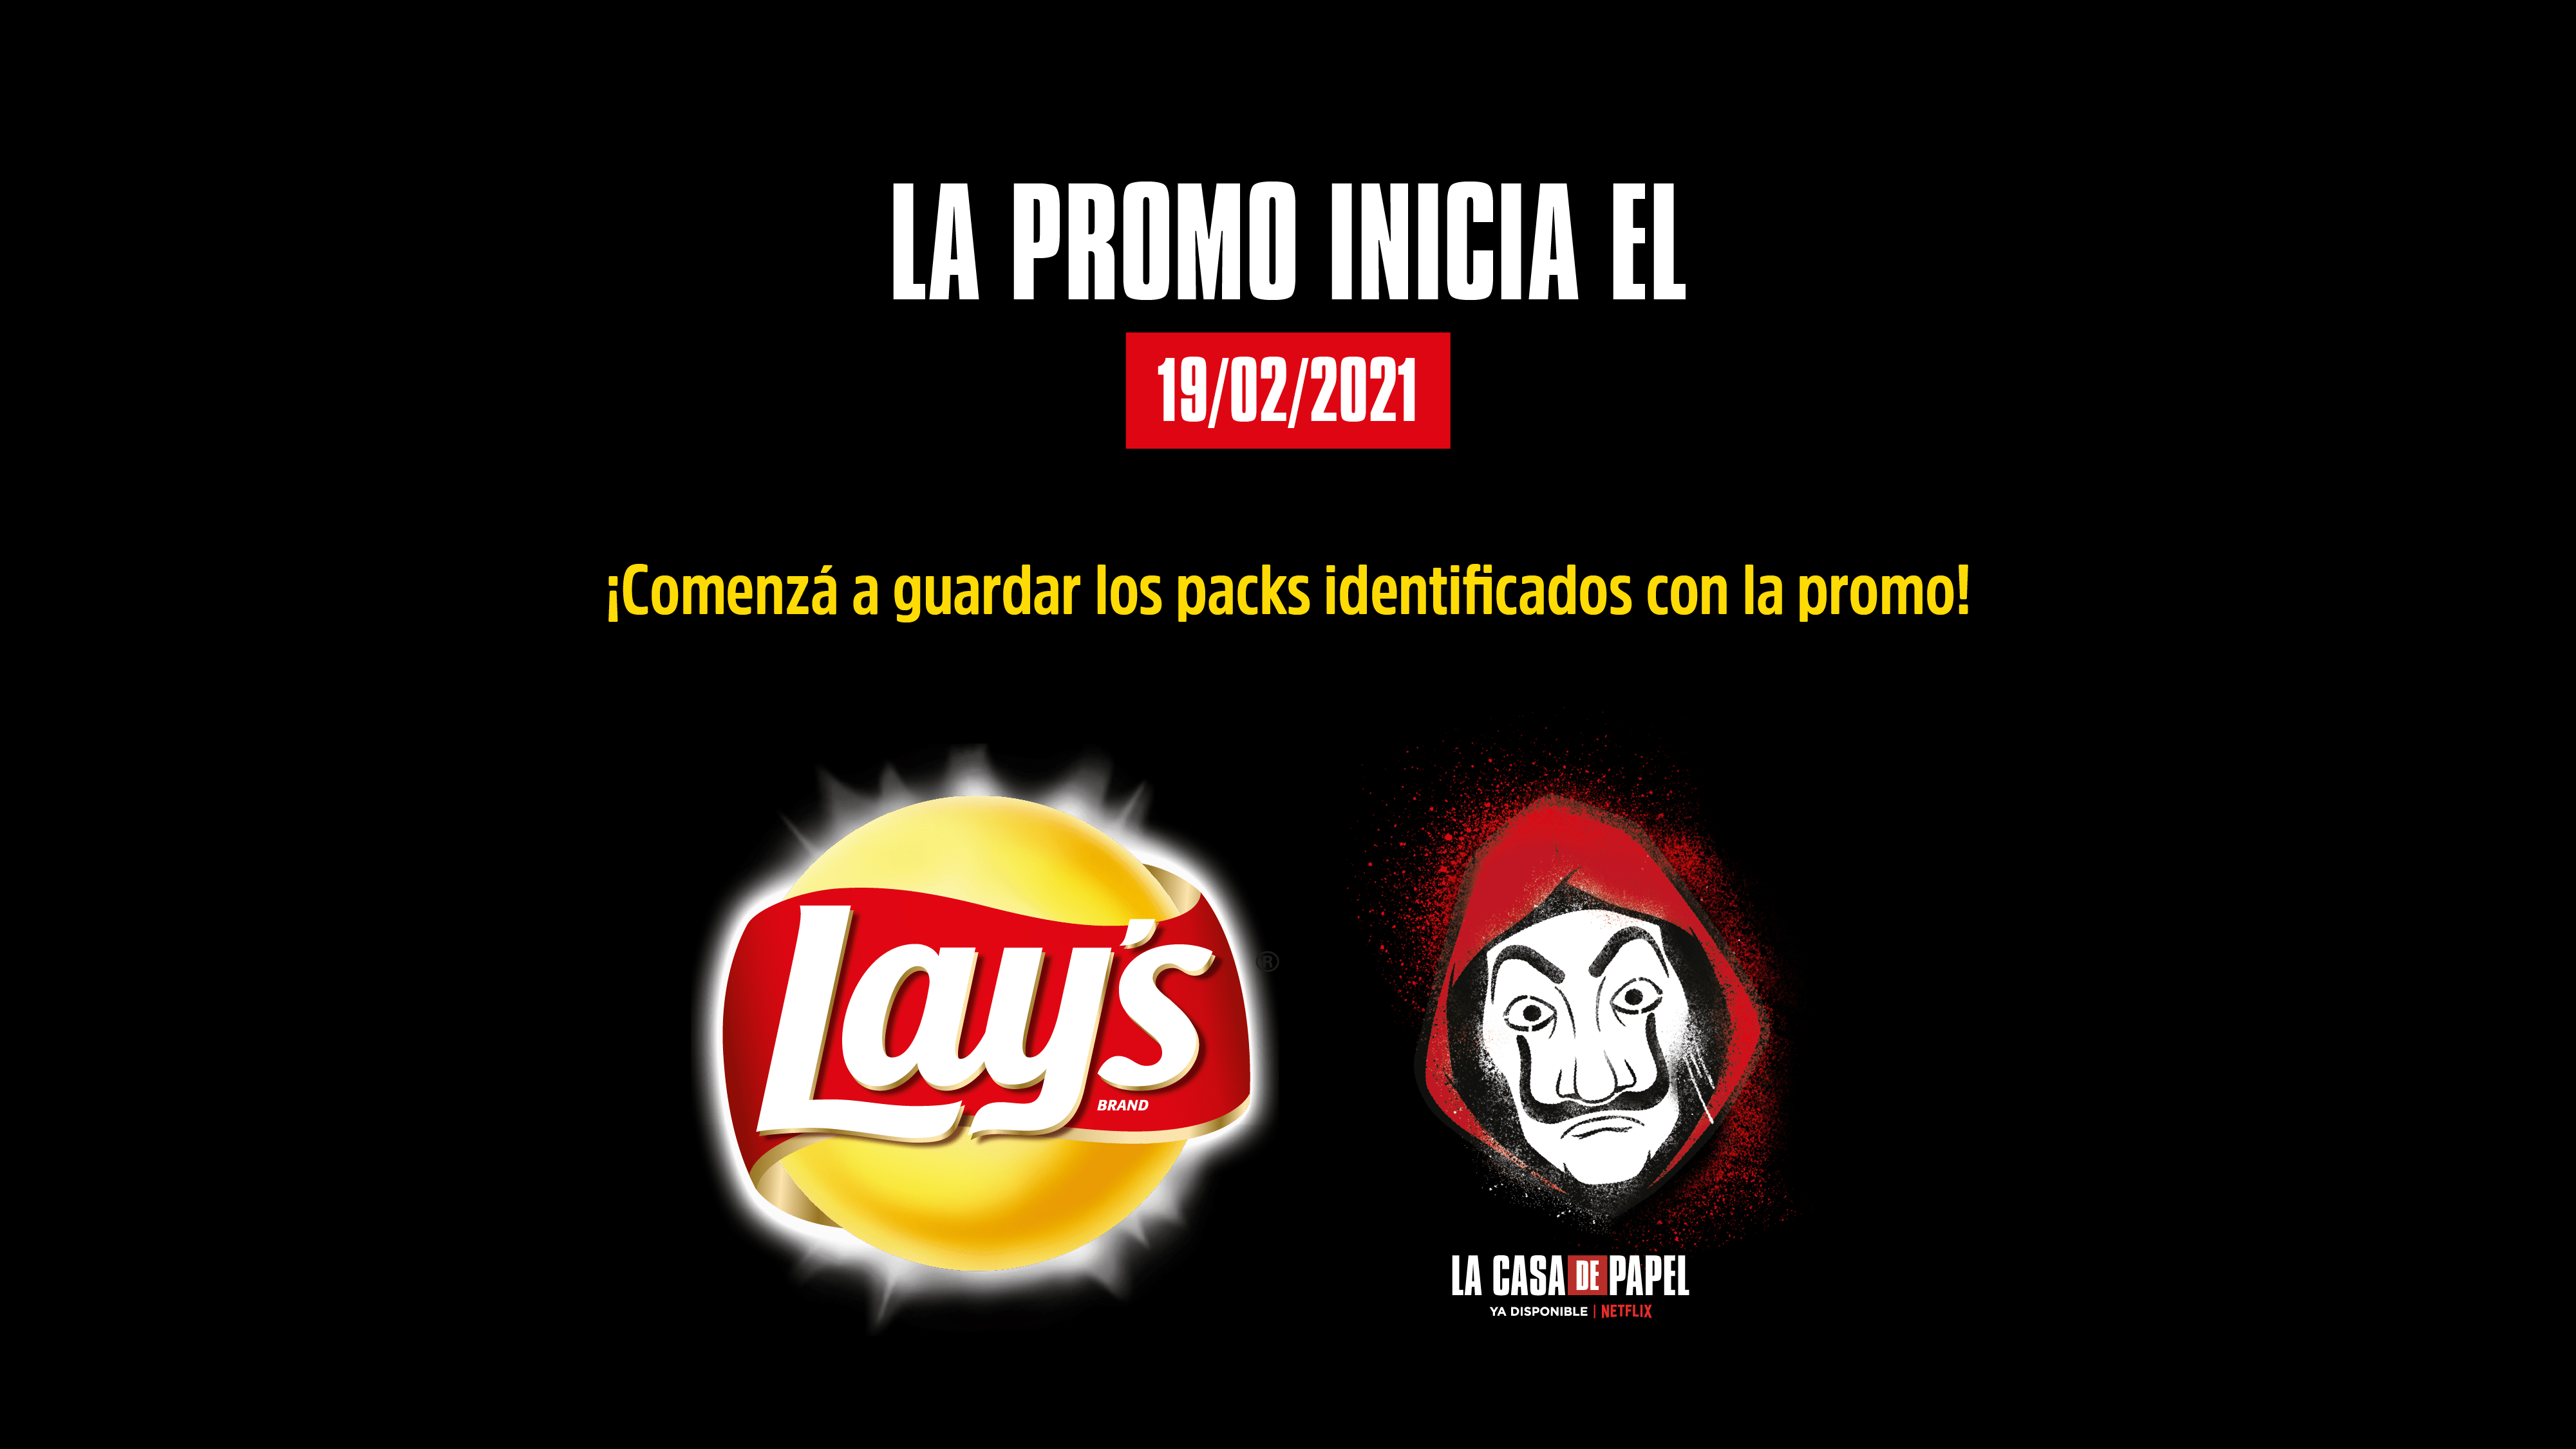 LA PROMO INICIA EL
19/02/2021
¡Comenzá a guardar los packs identificados con la promo!
Lay's
®
BRAND
LA CASA DE PAPEL
YA DISPONIBLE | NETFLIX